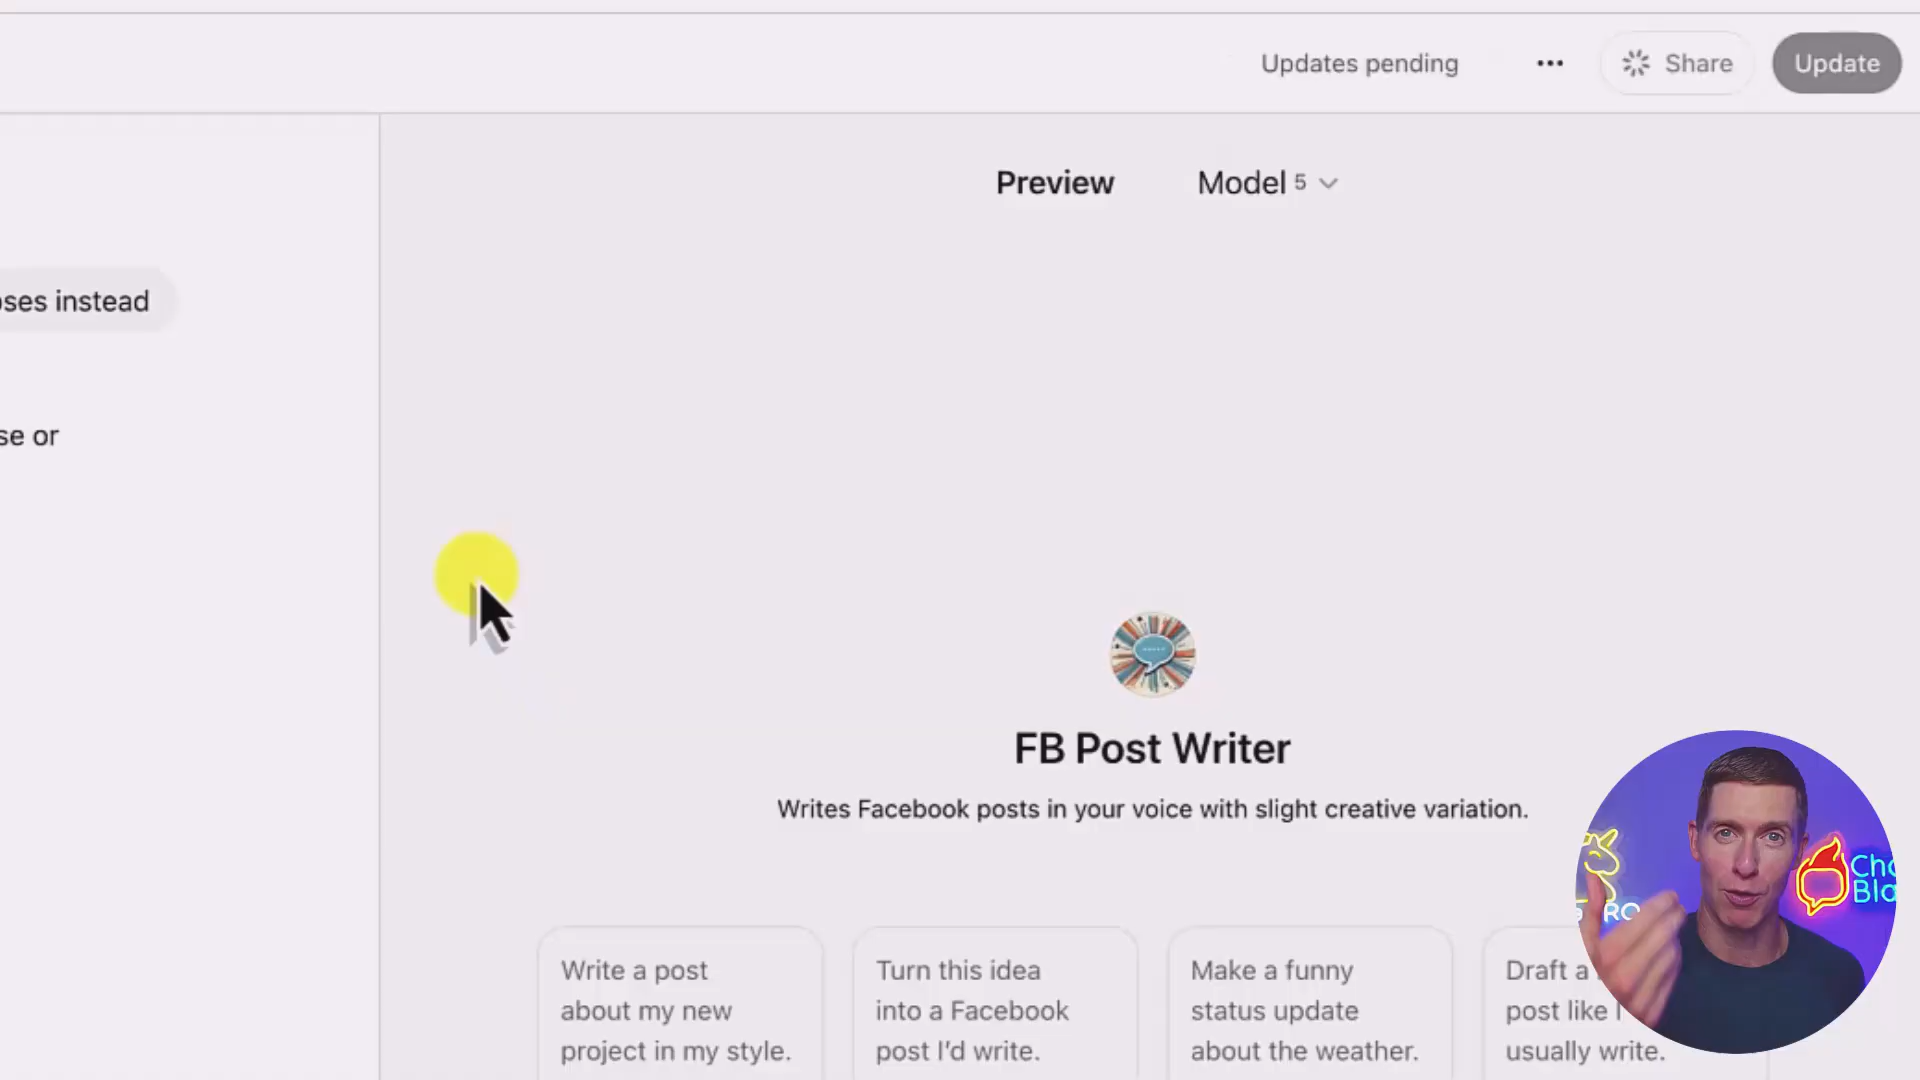 Updates pending
Share
Update
Preview
Model 5
ses instead
se or
FB Post Writer
Writes Facebook posts in your voice with slight creative variation.
Write a post
about my new
project in my style.
Turn this idea
into a Facebook
post I'd write.
Make a funny
status update
about the weather.
Draft a
post like I
usually write.
RO